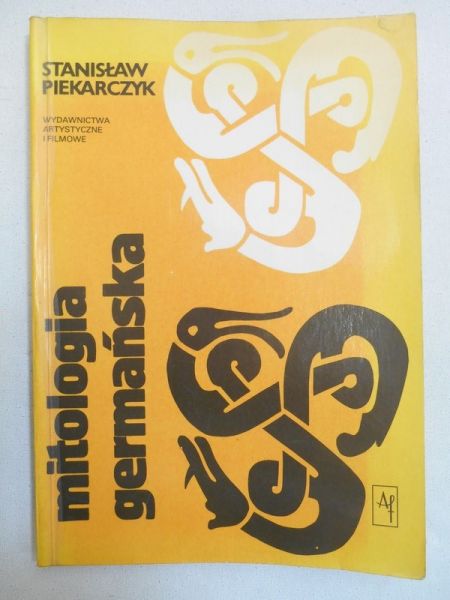 STANISŁAW
PIEKARCZYK
WYDAWNICTWA
ARTYSTYCZNE
I FILMOWE
mitologia
germańska
Af